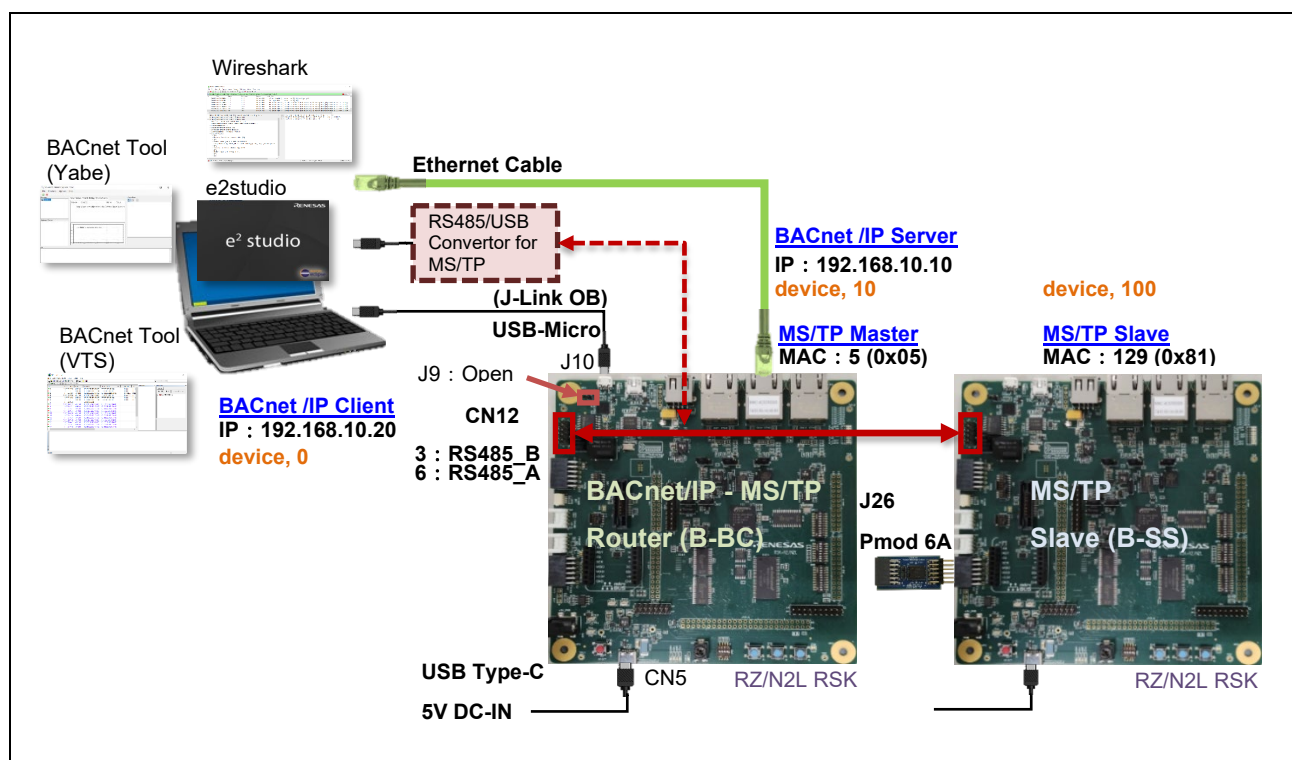 Wireshark
BACnet Tool
(Yabe)
e2studio
RENESAS
e² studio
Ethernet Cable
RS485/USB
Convertor for
MS/TP
(J-Link OB)
USB-Micro
BACnet Tool
(VTS)
BACnet /IP Client
IP：192.168.10.20
device, 0
BACnet /IP Server
IP：192.168.10.10
device, 10
MS/TP Master
MAC：5 (0x05)
device, 100
MS/TP Slave
MAC：129 (0x81)
J10
J9：Open
CN12
3：RS485_B
6：RS485_A
BACnet/IP - MS/TP
Router (B-BC)
J26
Pmod 6A
MS/TP
Slave (B-SS)
RENESAS
RENESAS
USB Type-C
CN5
5V DC-IN
RZ/N2L RSK
RZ/N2L RSK